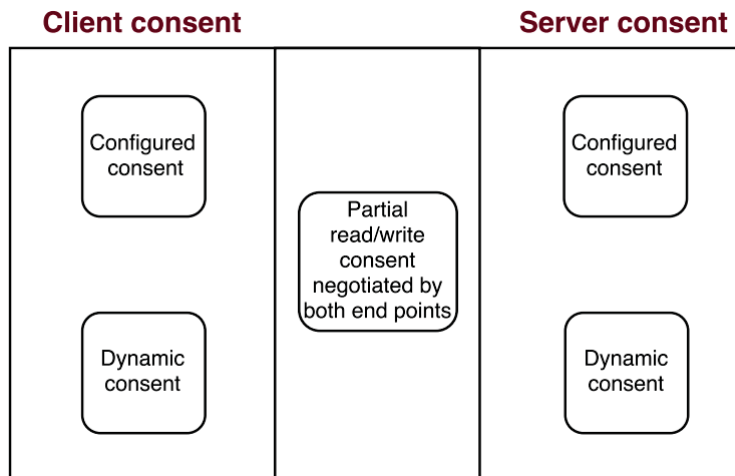 Client consent
Server consent
Configured
consent
Configured
consent
Partial
read/write
consent
negotiated by
both end points
Dynamic
consent
Dynamic
consent